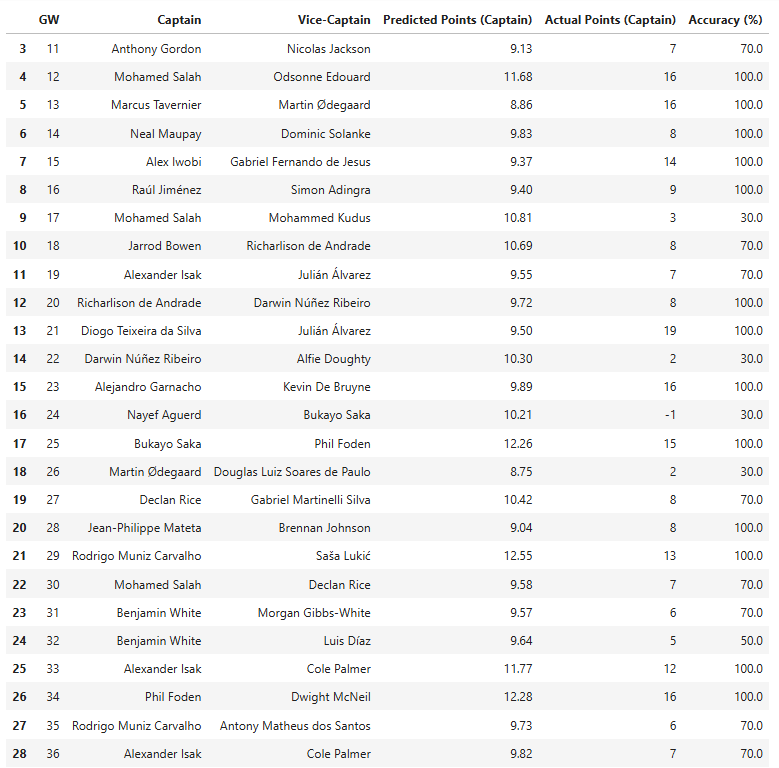 GW Captain Vice-Captain Predicted Points (Captain) Actual Points (Captain) Accuracy (%)
3 11 Anthony Gordon Nicolas Jackson 9.13 7 70.0
4 12 Mohamed Salah Odsonne Edouard 11.68 16 100.0
5 13 Marcus Tavernier Martin Ødegaard 8.86 16 100.0
6 14 Neal Maupay Dominic Solanke 9.83 8 100.0
7 15 Alex Iwobi Gabriel Fernando de Jesus 9.37 14 100.0
8 16 Raúl Jiménez Simon Adingra 9.40 9 100.0
9 17 Mohamed Salah Mohammed Kudus 10.81 3 30.0
10 18 Jarrod Bowen Richarlison de Andrade 10.69 8 70.0
11 19 Alexander Isak Julián Álvarez 9.55 7 70.0
12 20 Richarlison de Andrade Darwin Núñez Ribeiro 9.72 8 100.0
13 21 Diogo Teixeira da Silva Julián Álvarez 9.50 19 100.0
14 22 Darwin Núñez Ribeiro Alfie Doughty 10.30 2 30.0
15 23 Alejandro Garnacho Kevin De Bruyne 9.89 16 100.0
16 24 Nayef Aguerd Bukayo Saka 10.21 -1 30.0
17 25 Bukayo Saka Phil Foden 12.26 15 100.0
18 26 Martin Ødegaard Douglas Luiz Soares de Paulo 8.75 2 30.0
19 27 Declan Rice Gabriel Martinelli Silva 10.42 8 70.0
20 28 Jean-Philippe Mateta Brennan Johnson 9.04 8 100.0
21 29 Rodrigo Muniz Carvalho Saša Lukić 12.55 13 100.0
22 30 Mohamed Salah Declan Rice 9.58 7 70.0
23 31 Benjamin White Morgan Gibbs-White 9.57 6 70.0
24 32 Benjamin White Luis Díaz 9.64 5 50.0
25 33 Alexander Isak Cole Palmer 11.77 12 100.0
26 34 Phil Foden Dwight McNeil 12.28 16 100.0
27 35 Rodrigo Muniz Carvalho Antony Matheus dos Santos 9.73 6 70.0
28 36 Alexander Isak Cole Palmer 9.82 7 70.0